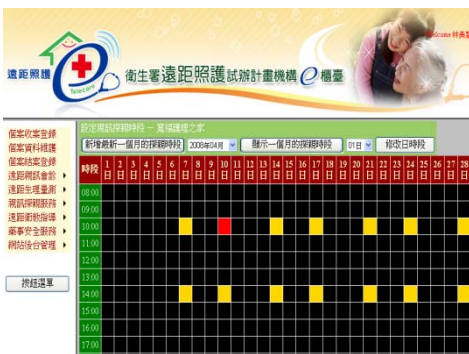 Welcome 林美
遠距照護
Telecare
衛生署遠距照護試辦計畫機構 e 櫃臺
設定視訊探親時段 － 寬福護理之家
新增最新一個月的探親時段 2008年04月 顯示一個月的探親時段 01日 修改日時段
個案收案登錄
個案資料維護
個案結案登錄
遠距視訊會診
遠距生理量測
視訊探親服務
遠距衛教指導
藥事安全服務
網站後台管理
按鈕選單
時段 1日 2日 3日 4日 5日 6日 7日 8日 9日 10日 11日 12日 13日 14日 15日 16日 17日 18日 19日 20日 21日 22日 23日 24日 25日 26日 27日 28日
08:00
09:00
10:00
11:00
12:00
13:00
14:00
15:00
16:00
17:00